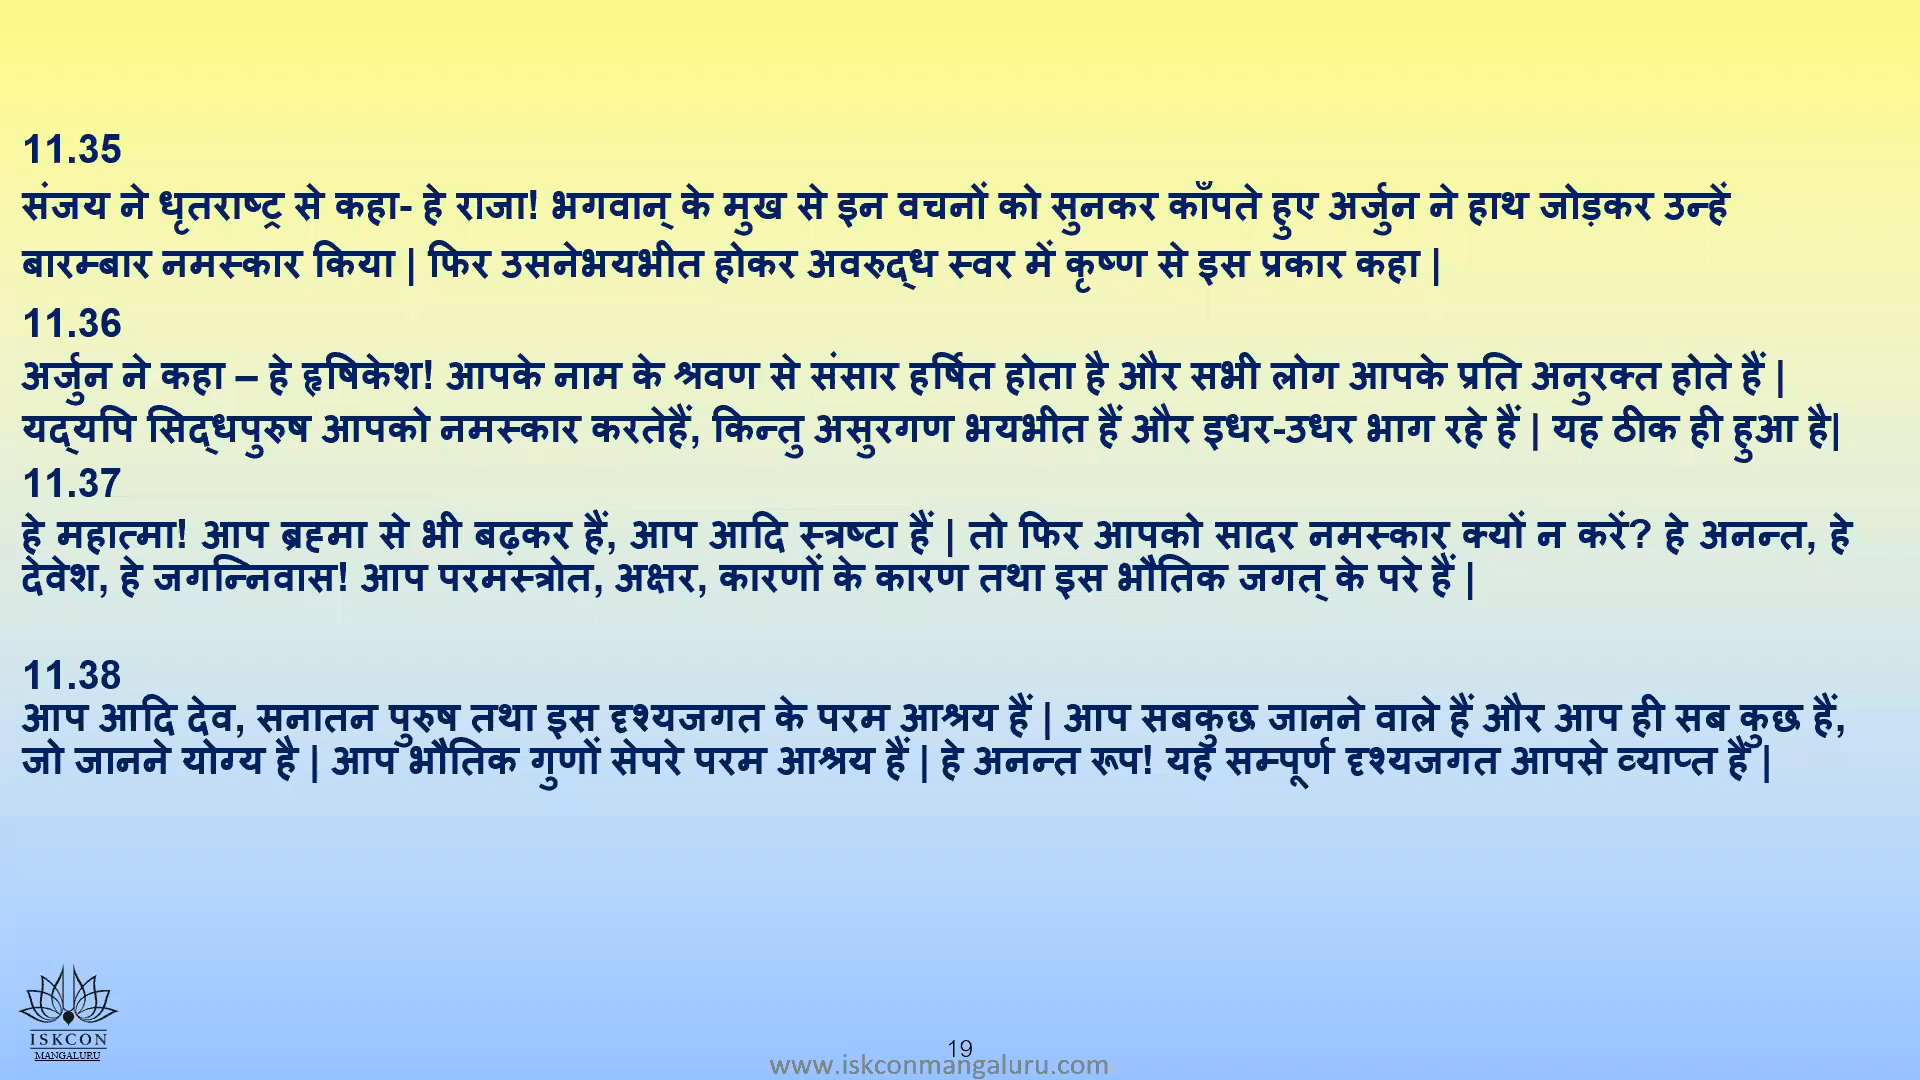 11.35
संजय ने धृतराष्ट्र से कहा- हे राजा! भगवान् के मुख से इन वचनों को सुनकर काँपते हुए अर्जुन ने हाथ जोड़कर उन्हें
बारम्बार नमस्कार किया | फिर उसनेभयभीत होकर अवरुद्ध स्वर में कृष्ण से इस प्रकार कहा |
11.36
अर्जुन ने कहा – हे हृषिकेश! आपके नाम के श्रवण से संसार हर्षित होता है और सभी लोग आपके प्रति अनुरक्त होते हैं |
यद्यपि सिद्धपुरुष आपको नमस्कार करतेहैं, किन्तु असुरगण भयभीत हैं और इधर-उधर भाग रहे हैं | यह ठीक ही हुआ है|
11.37
हे महात्मा! आप ब्रह्मा से भी बढ़कर हैं, आप आदि स्त्रष्टा हैं | तो फिर आपको सादर नमस्कार क्यों न करें? हे अनन्त, हे
देवेश, हे जगन्निवास! आप परमस्त्रोत, अक्षर, कारणों के कारण तथा इस भौतिक जगत् के परे हैं |
11.38
आप आदि देव, सनातन पुरुष तथा इस दृश्यजगत के परम आश्रय हैं | आप सबकुछ जानने वाले हैं और आप ही सब कुछ हैं,
जो जानने योग्य है | आप भौतिक गुणों सेपरे परम आश्रय हैं | हे अनन्त रूप! यह सम्पूर्ण दृश्यजगत आपसे व्याप्त है |
ISKCON
MANGALURU
19
www.iskconmangaluru.com